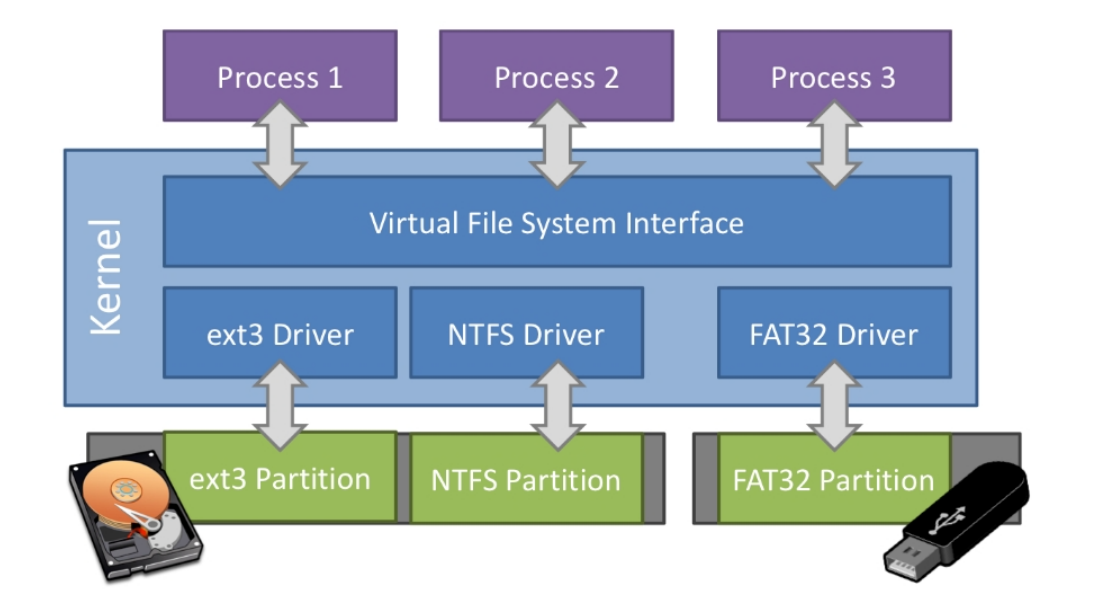 Process 1
Process 2
Process 3
Kernel
Virtual File System Interface
ext3 Driver
NTFS Driver
FAT32 Driver
ext3 Partition
NTFS Partition
FAT32 Partition